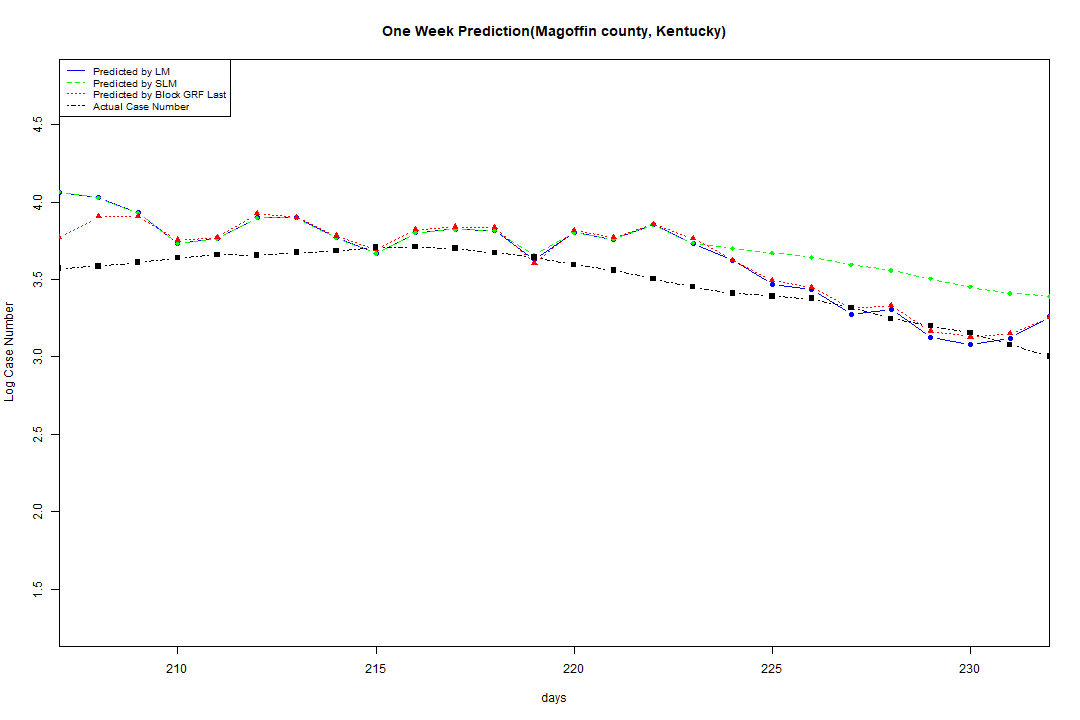 One Week Prediction(Magoffin county, Kentucky)
Predicted by LM
Predicted by SLM
Predicted by Block GRF Last
Actual Case Number
4.5
4.0
3.5
3.0
2.5
2.0
1.5
Log Case Number
210 215 220 225 230
days